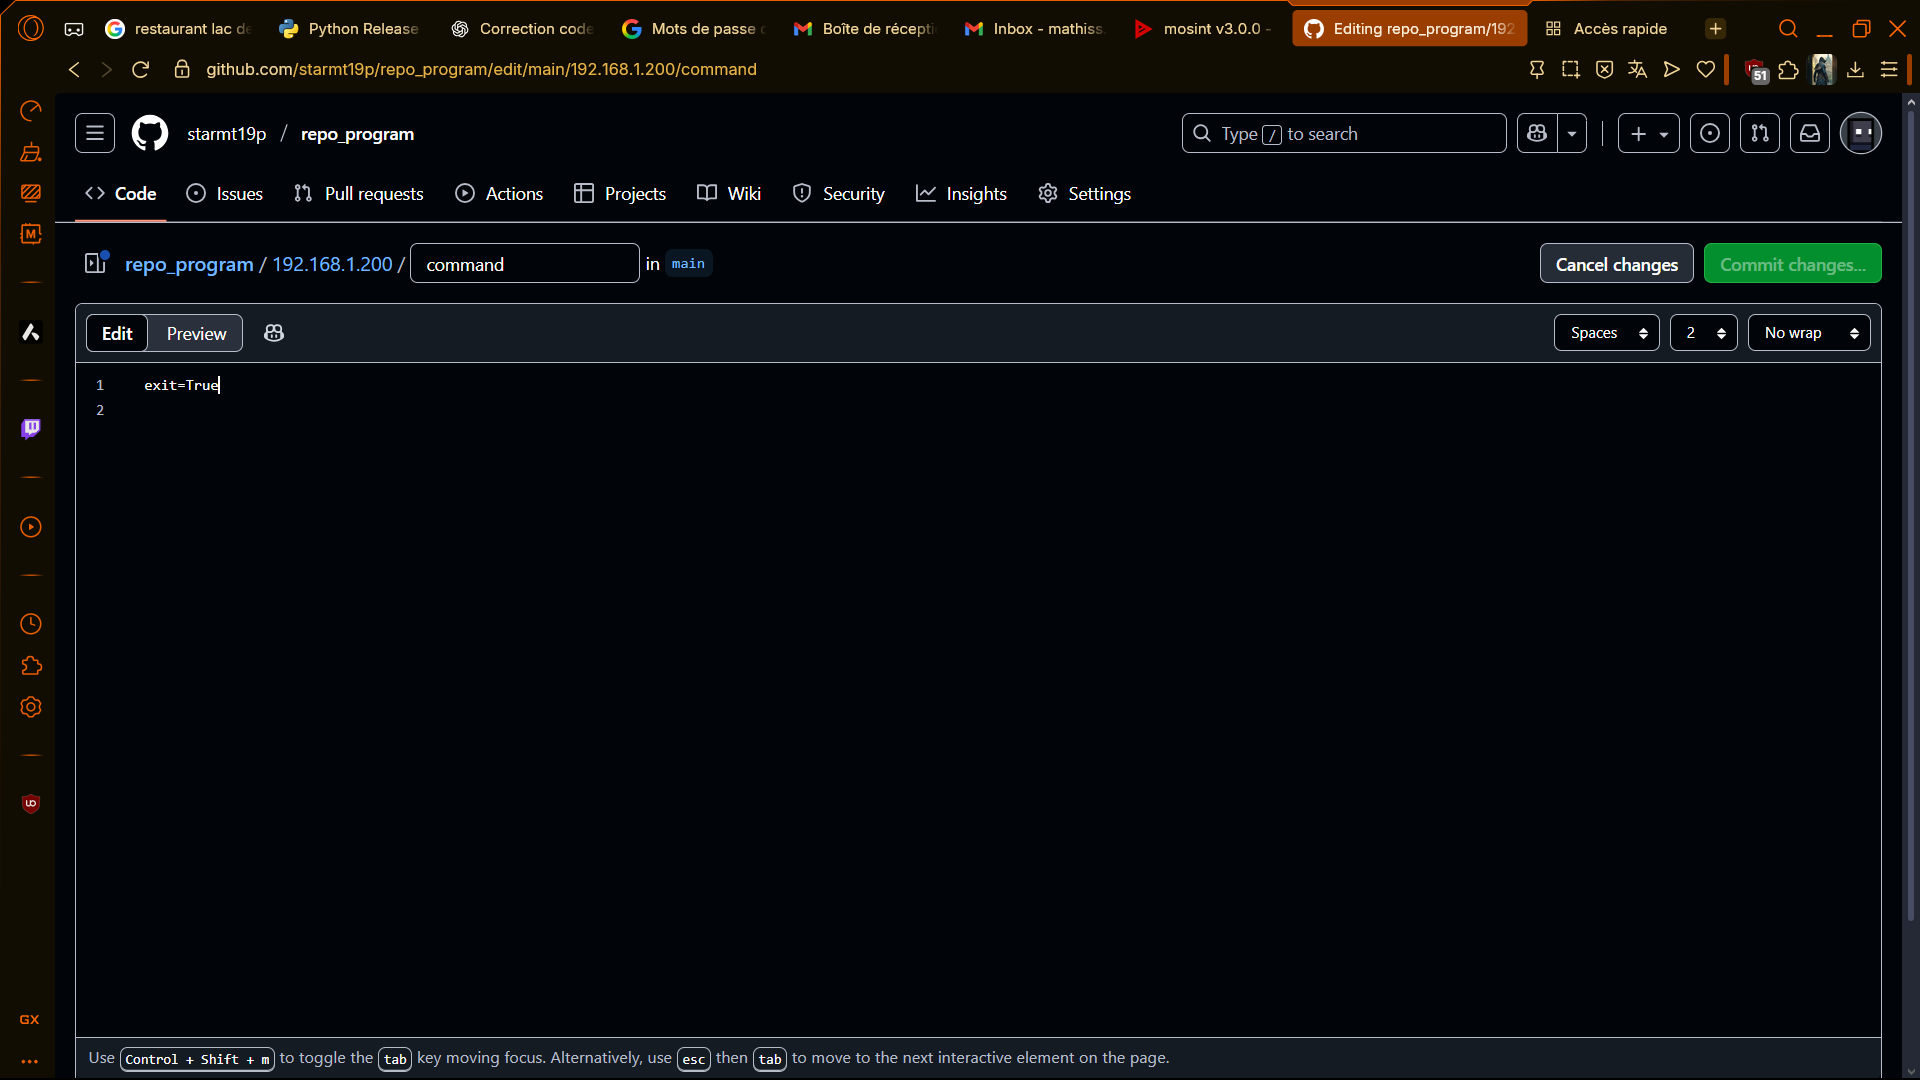 restaurant lac de
Python Release
Correction code
Mots de passe
Boîte de récepti
Inbox - mathiss.
mosint v3.0.0 -
Editing repo_program/192
Accès rapide
github.com/starmt19p/repo_program/edit/main/192.168.1.200/command
51
starmt19p / repo_program
Type / to search
Code
Issues
Pull requests
Actions
Projects
Wiki
Security
Insights
Settings
repo_program / 192.168.1.200 / command in main
Cancel changes
Commit changes...
Edit
Preview
Spaces
2
No wrap
1 exit=True
2
GX
Use Control + Shift + m to toggle the tab key moving focus. Alternatively, use esc then tab to move to the next interactive element on the page.